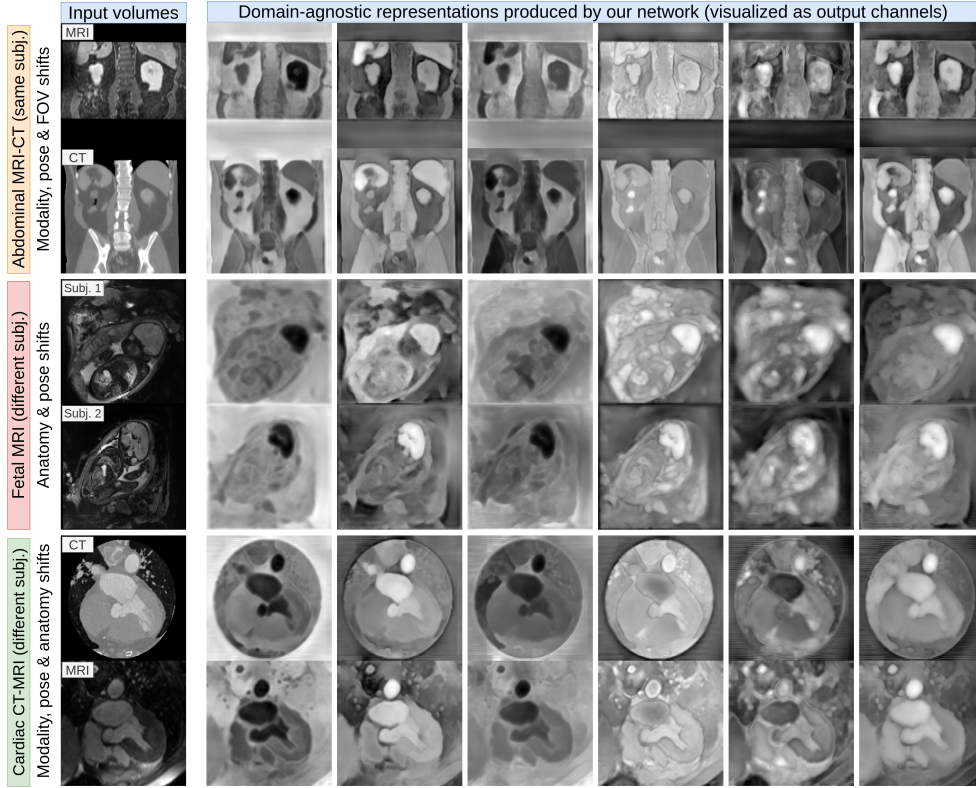 Input volumes
Domain-agnostic representations produced by our network (visualized as output channels)
Abdominal MRI-CT (same subj.)
Modality, pose & FOV shifts
MRI
CT
Fetal MRI (different subj.)
Anatomy & pose shifts
Subj. 1
Subj. 2
Cardiac CT-MRI (different subj.)
Modality, pose & anatomy shifts
CT
MRI